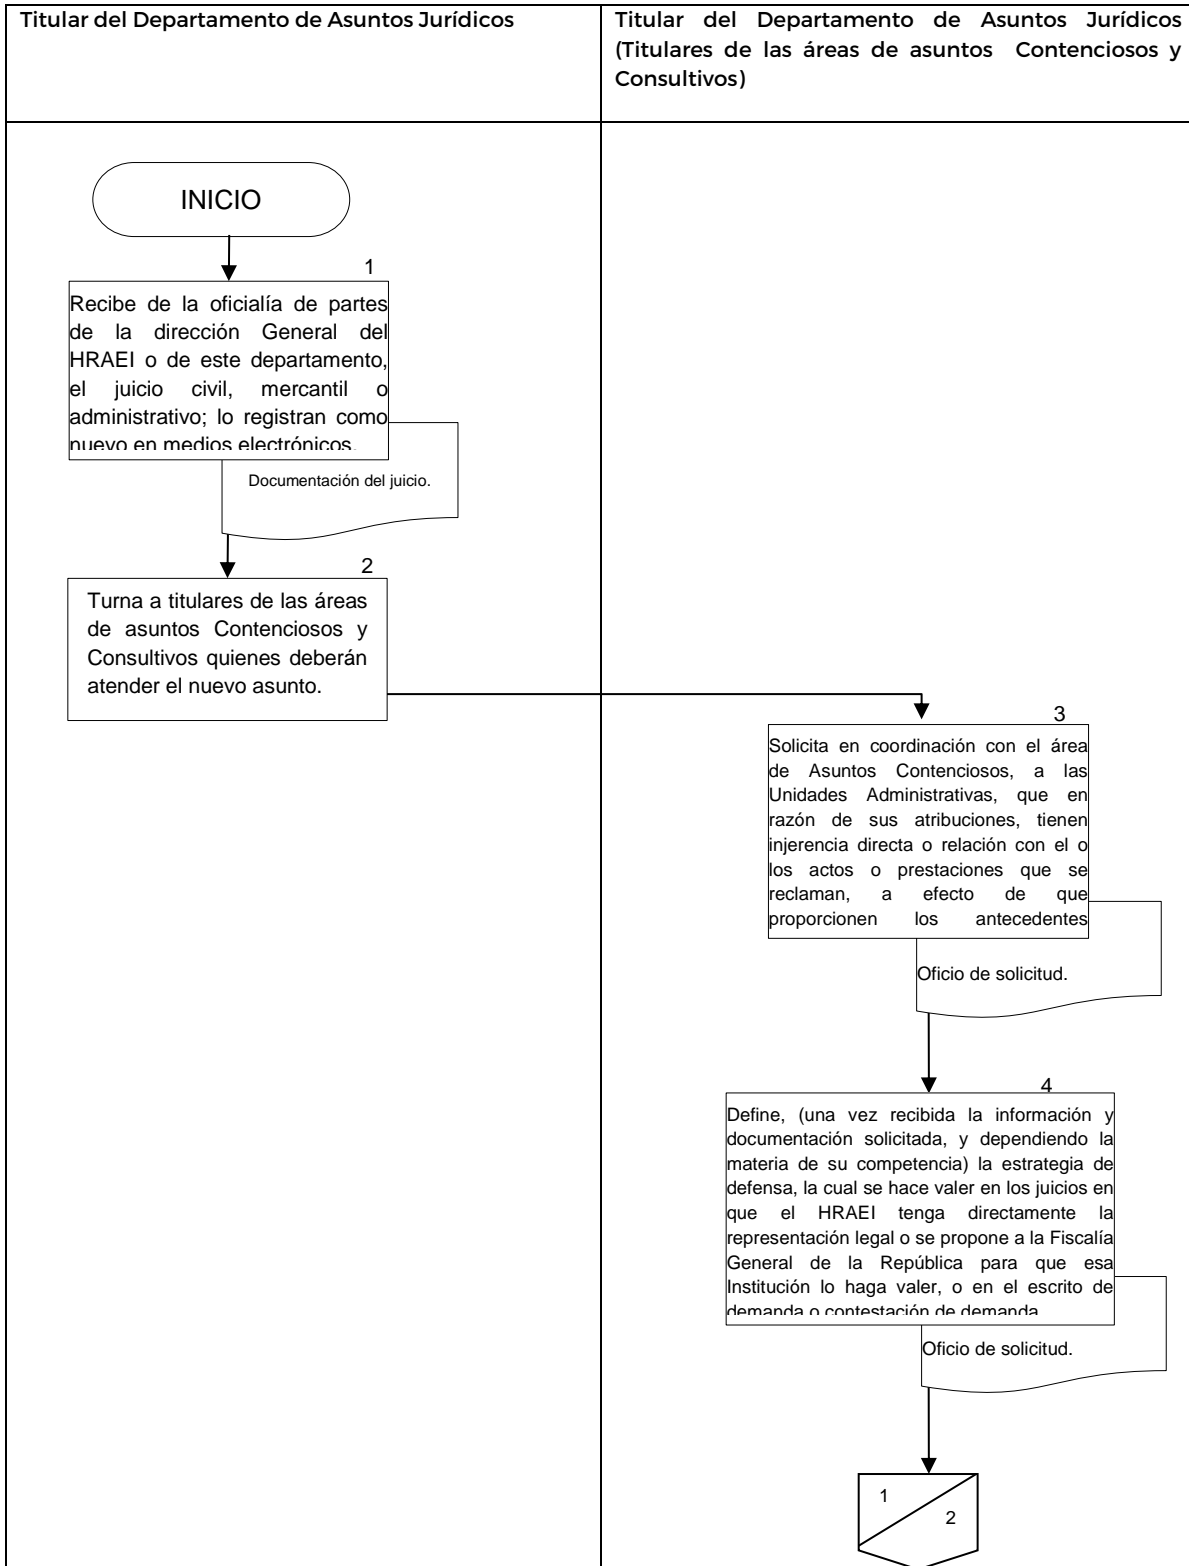 Titular del Departamento de Asuntos Jurídicos
Titular del Departamento de Asuntos Jurídicos
(Titulares de las áreas de asuntos Contenciosos y
Consultivos)
INICIO
1
Recibe de la oficialía de partes
de la dirección General del
HRAEI o de este departamento,
el juicio civil, mercantil o
administrativo; lo registran como
nuevo en medios electrónicos.
Documentación del juicio.
2
Turna a titulares de las áreas
de asuntos Contenciosos y
Consultivos quienes deberán
atender el nuevo asunto.
3
Solicita en coordinación con el área
de Asuntos Contenciosos, a las
Unidades Administrativas, que en
razón de sus atribuciones, tienen
injerencia directa o relación con el o
los actos o prestaciones que se
reclaman, a efecto de que
proporcionen los antecedentes
Oficio de solicitud.
4
Define, (una vez recibida la información y
documentación solicitada, y dependiendo la
materia de su competencia) la estrategia de
defensa, la cual se hace valer en los juicios en
que el HRAEI tenga directamente la
representación legal o se propone a la Fiscalía
General de la República para que esa
Institución lo haga valer, o en el escrito de
demanda o contestación de demanda
Oficio de solicitud.
1
2